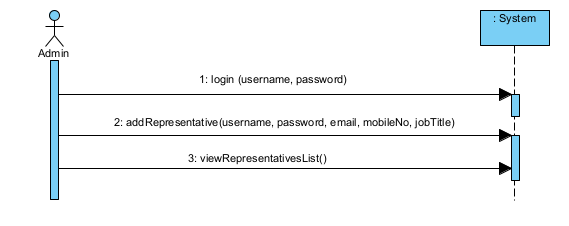 : System
Admin
1: login (username, password)
2: addRepresentative(username, password, email, mobileNo, jobTitle)
3: viewRepresentativesList()